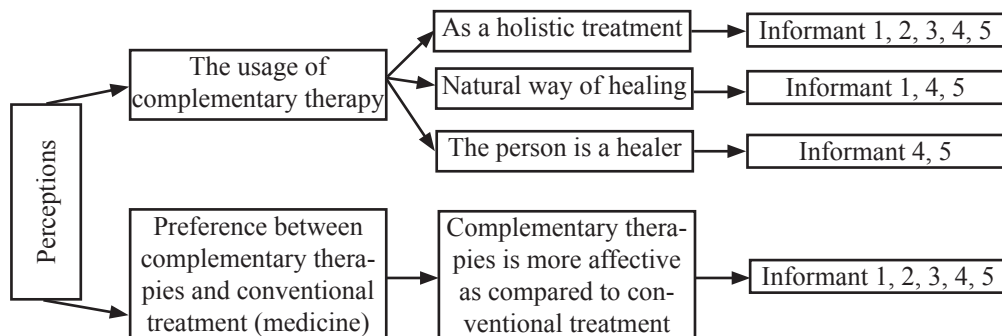 Perceptions
The usage of
complementary therapy
As a holistic treatment
Informant 1, 2, 3, 4, 5
Natural way of healing
Informant 1, 4, 5
The person is a healer
Informant 4, 5
Preference between
complementary thera-
pies and conventional
treatment (medicine)
Complementary thera-
pies is more affective
as compared to con-
ventional treatment
Informant 1, 2, 3, 4, 5